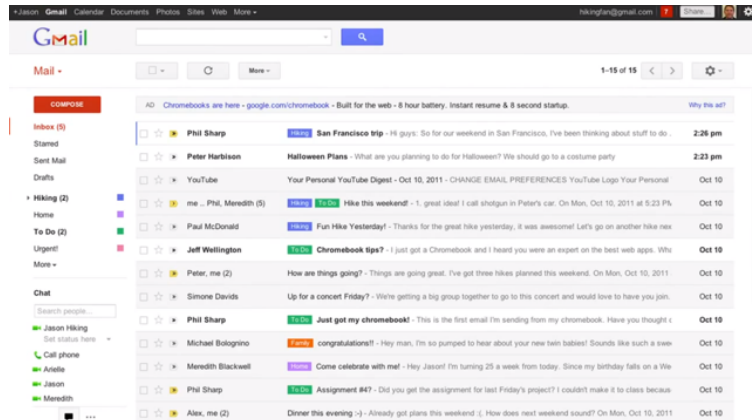 +Jason Gmail Calendar Documents Photos Sites Web More hikingfan@gmail.com ? Share...
Gmail
Mail
More
1–15 of 15
COMPOSE
AD Chromebooks are here - google.com/chromebook - Built for the web - 8 hour battery. Instant resume & 8 second startup. Why this ad?
Inbox (5)
Starred
Sent Mail
Drafts
Hiking (2)
Home
To Do (2)
Urgent!
More
Chat
Search people...
Jason Hiking
Set status here
Call phone
Arielle
Jason
Meredith
Phil Sharp Hiking San Francisco trip - Hi guys: So for our weekend in San Francisco, I've been thinking about stuff to do . 2:26 pm
Peter Harbison Halloween Plans - What are you planning to do for Halloween? We should go to a costume party 2:23 pm
YouTube Your Personal YouTube Digest - Oct 10, 2011 - CHANGE EMAIL PREFERENCES YouTube Logo Your Personal Oct 10
me .. Phil, Meredith (5) Hiking To Do Hike this weekend! - 1. great idea! I call shotgun in Peter's car. On Mon, Oct 10, 2011 at 5:23 PM Oct 10
Paul McDonald Hiking Fun Hike Yesterday! - Thanks for the great hike yesterday, it was awesome! Let's go on another hike nex Oct 10
Jeff Wellington To Do Chromebook tips? - I just got a Chromebook and I heard you were an expert on the best web apps. Wha Oct 10
Peter, me (2) How are things going? - Things are going great. I've got three hikes planned this weekend. On Mon, Oct 10, 2011 Oct 10
Simone Davids Up for a concert Friday? - We're getting a big group together to go to this concert and would love to have you join. Oct 10
Phil Sharp To Do Just got my chromebook! - This is the first email I'm sending from my chromebook. Have you thought c Oct 10
Michael Bolognino Family congratulations!! - Hey man, I'm so pumped to hear about your new twin babies! Sounds like such a swee Oct 10
Meredith Blackwell Home Come celebrate with me! - Hey Jason! I'm turning 25 a week from today. Since my birthday falls on a We Oct 10
Phil Sharp To Do Assignment #4? - Did you get the assignment for last Friday's project? I couldn't make it to class becaus Oct 10
Alex, me (2) Dinner this evening :-) - Already got plans this weekend :(. How does next weekend sound? On Mon, Oct 10, 2011 Oct 10